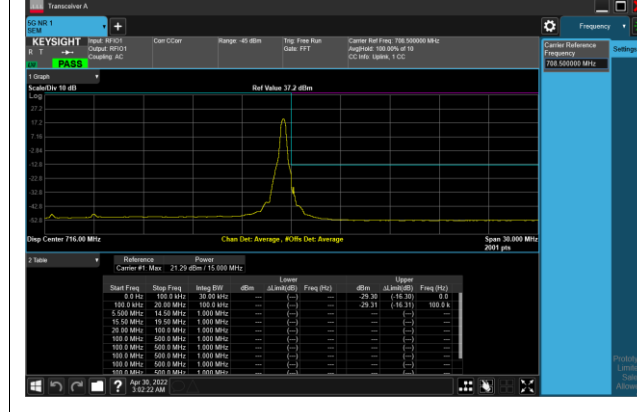 Transceiver A
5G NR 1
SEM
+
Frequency
KEYSIGHT
R T
LW
PASS
Input: RFIO1
Output: RFIO1
Coupling: AC
Corr CCorr
Range: -45 dBm
Trig: Free Run
Gate: FFT
Carrier Ref Freq: 708.500000 MHz
Avg|Hold: 100.00% of 10
CC Info: Uplink, 1 CC
Carrier Reference
Frequency
708.500000 MHz
Settings
1 Graph
Scale/Div 10 dB
Ref Value 37.2 dBm
Log
27.2
17.2
7.16
-2.84
-12.8
-22.8
-32.8
-42.8
-52.8
Disp Center 716.00 MHz
Chan Det: Average , #Offs Det: Average
Span 30.000 MHz
2001 pts
2 Table
Reference Power
Carrier #1: Max 21.29 dBm / 15.000 MHz
Lower Upper
Start Freq Stop Freq Integ BW dBm ΔLimit(dB) Freq (Hz) dBm ΔLimit(dB) Freq (Hz)
0.0 Hz 100.0 kHz 30.00 kHz --- (---) --- -29.30 (-16.30) 0.0
100.0 kHz 20.00 MHz 100.0 kHz --- (---) --- -29.31 (-16.31) 100.0 k
5.500 MHz 14.50 MHz 1.000 MHz --- (---) --- --- (---) ---
15.50 MHz 19.50 MHz 1.000 MHz --- (---) --- --- (---) ---
20.00 MHz 100.0 MHz 1.000 MHz --- (---) --- --- (---) ---
100.0 MHz 500.0 MHz 1.000 MHz --- (---) --- --- (---) ---
100.0 MHz 500.0 MHz 1.000 MHz --- (---) --- --- (---) ---
100.0 MHz 500.0 MHz 1.000 MHz --- (---) --- --- (---) ---
100.0 MHz 500.0 MHz 1.000 MHz --- (---) --- --- (---) ---
100.0 MHz 500.0 MHz 1.000 MHz --- (---) --- --- (---) ---
?
Apr 30, 2022
3:02:22 AM